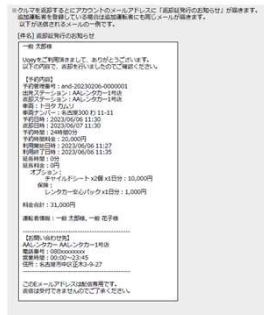 ※クルマを返却するとにアカウントのメールアドレスに「返却証発行のお知らせ」が届きます。
追加運転者を登録している場合は追加運転者にも同じメールが届きます。
以下が送信されるメールの一例です。
[件名] 返却証発行のお知らせ
一般 太郎様
をご利用頂きまして、ありがとうございます。
以下の内容で、返却を行いましたのでご確認ください。
【予約内容】
予約管理番号:and-20230206-0000001
出発ステーション:AAレンタカー1号店
返却ステーション:AAレンタカー1号店
車両:トヨタ カムリ
車両ナンバー:名古屋300 わ 11-11
予約日時:2023/06/06 11:30
返却日時:2023/06/07 11:30
予約時間:24時間0分
予約時間料金:20,000円
利用開始日時:2023/06/06 11:27
利用終了日時:2023/06/06 11:35
延長時間:0分
延長料金:0円
オプション:
チャイルドシート x2個 x1日分:10,000円
保険:
レンタカー安心パック x1日分:1,000円
料金合計:31,000円
運転者情報:一般 太郎様, 一般 花子様
【お問い合わせ先】
AAレンタカー AAレンタカー1号店
電話番号:080xxxxxxxx
営業時間:00:00~23:45
住所:名古屋市中区正木3-9-27
このEメールアドレスは配信専用です。
返信は受付できませんのでご了承ください。